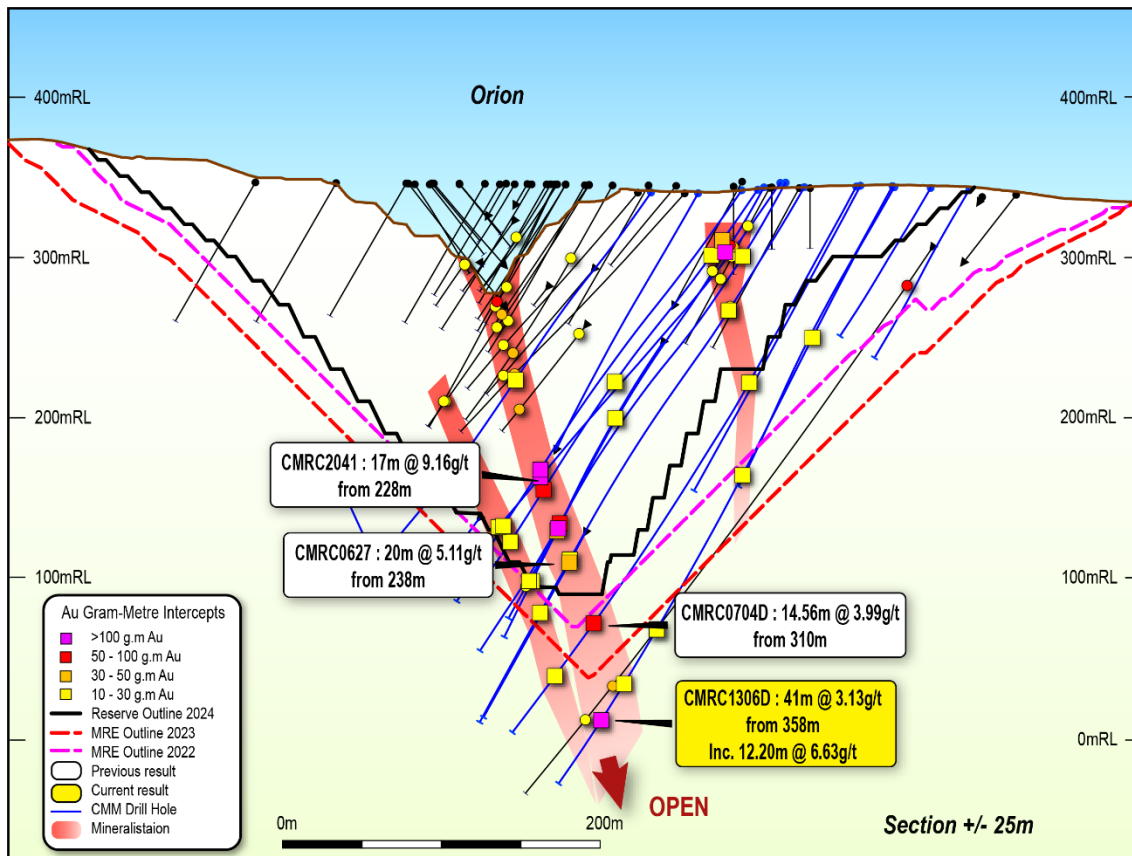 Orion
400mRL
400mRL
300mRL
300mRL
200mRL
200mRL
CMRC2041 : 17m @ 9.16g/t
from 228m
CMRC0627 : 20m @ 5.11g/t
from 238m
100mRL
100mRL
CMRC0704D : 14.56m @ 3.99g/t
from 310m
CMRC1306D : 41m @ 3.13g/t
from 358m
Inc. 12.20m @ 6.63g/t
0mRL
Au Gram-Metre Intercepts
>100 g.m Au
50 - 100 g.m Au
30 - 50 g.m Au
10 - 30 g.m Au
Reserve Outline 2024
MRE Outline 2023
MRE Outline 2022
Previous result
Current result
CMM Drill Hole
Mineralistaion
OPEN
0m
200m
Section +/- 25m